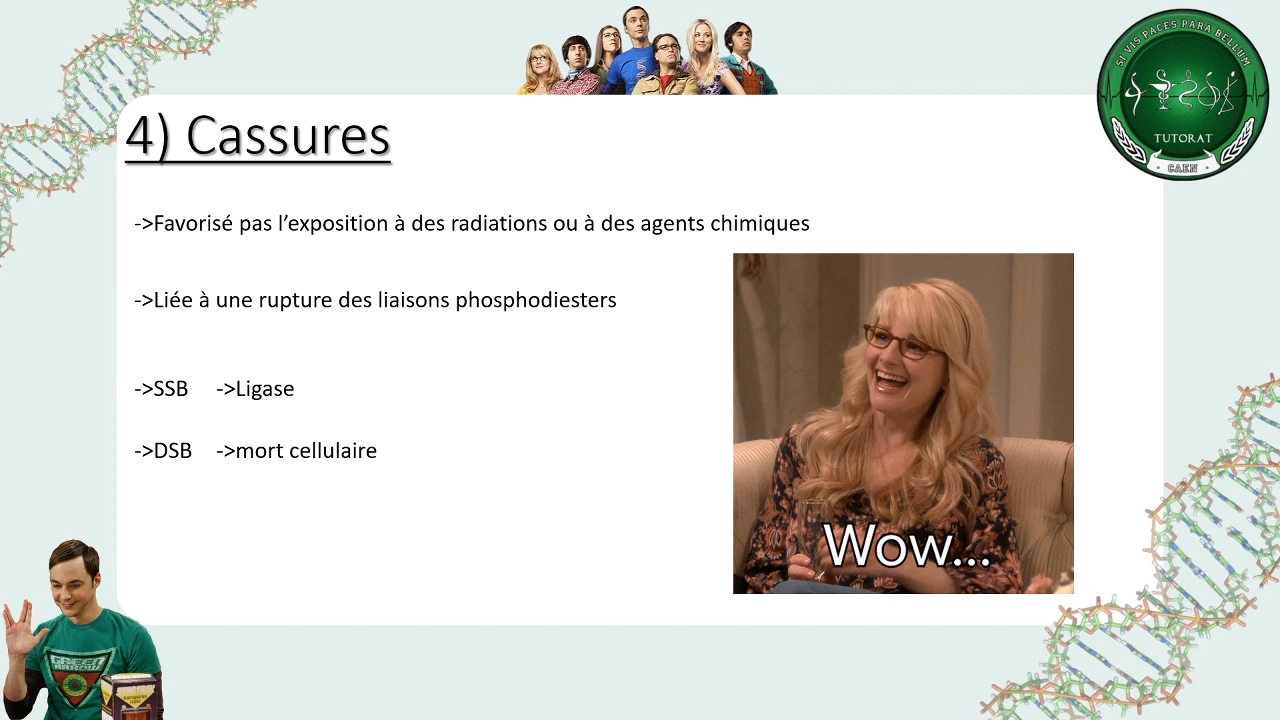 SI VIS PACES PARA BELLUM
TUTORAT
CAEN
4) Cassures
->Favorisé pas l’exposition à des radiations ou à des agents chimiques
->Liée à une rupture des liaisons phosphodiesters
->SSB ->Ligase
->DSB ->mort cellulaire
Wow...
GREEN